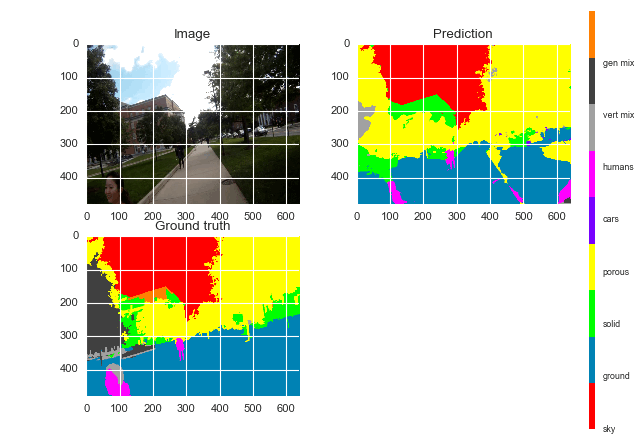 Image
0
100
200
300
400
0 100 200 300 400 500 600
Prediction
0
100
200
300
400
0 100 200 300 400 500 600
Ground truth
0
100
200
300
400
0 100 200 300 400 500 600
gen mix
vert mix
humans
cars
porous
solid
ground
sky